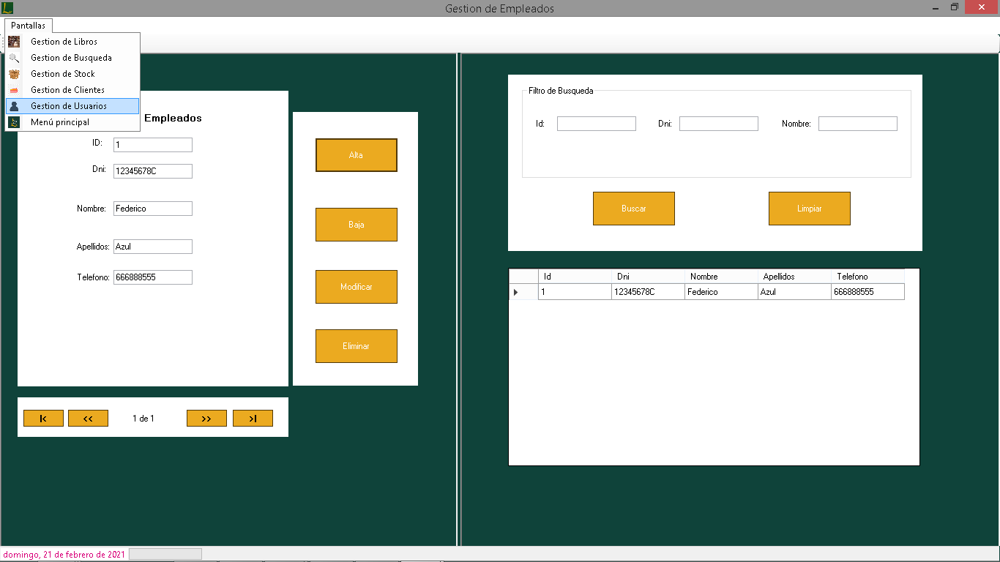 Gestion de Empleados
Pantallas
Gestion de Libros
Gestion de Busqueda
Gestion de Stock
Gestion de Clientes
Gestion de Usuarios
Menú principal
Empleados
ID: 1
Dni: 12345678C
Nombre: Federico
Apellidos: Azul
Telefono: 666888555
Alta
Baja
Modificar
Eliminar
|< << 1 de 1 >> >|
Filtro de Busqueda
Id: Dni: Nombre:
Buscar Limpiar
Id Dni Nombre Apellidos Telefono
1 12345678C Federico Azul 666888555
domingo, 21 de febrero de 2021